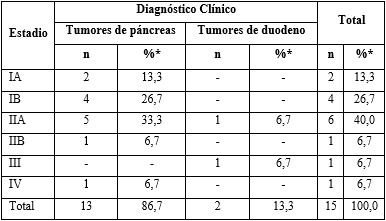 Estadio Diagnóstico Clínico Total
Tumores de páncreas Tumores de duodeno
n %* n %* n %*
IA 2 13,3 - - 2 13,3
IB 4 26,7 - - 4 26,7
IIA 5 33,3 1 6,7 6 40,0
IIB 1 6,7 - - 1 6,7
III - - 1 6,7 1 6,7
IV 1 6,7 - - 1 6,7
Total 13 86,7 2 13,3 15 100,0